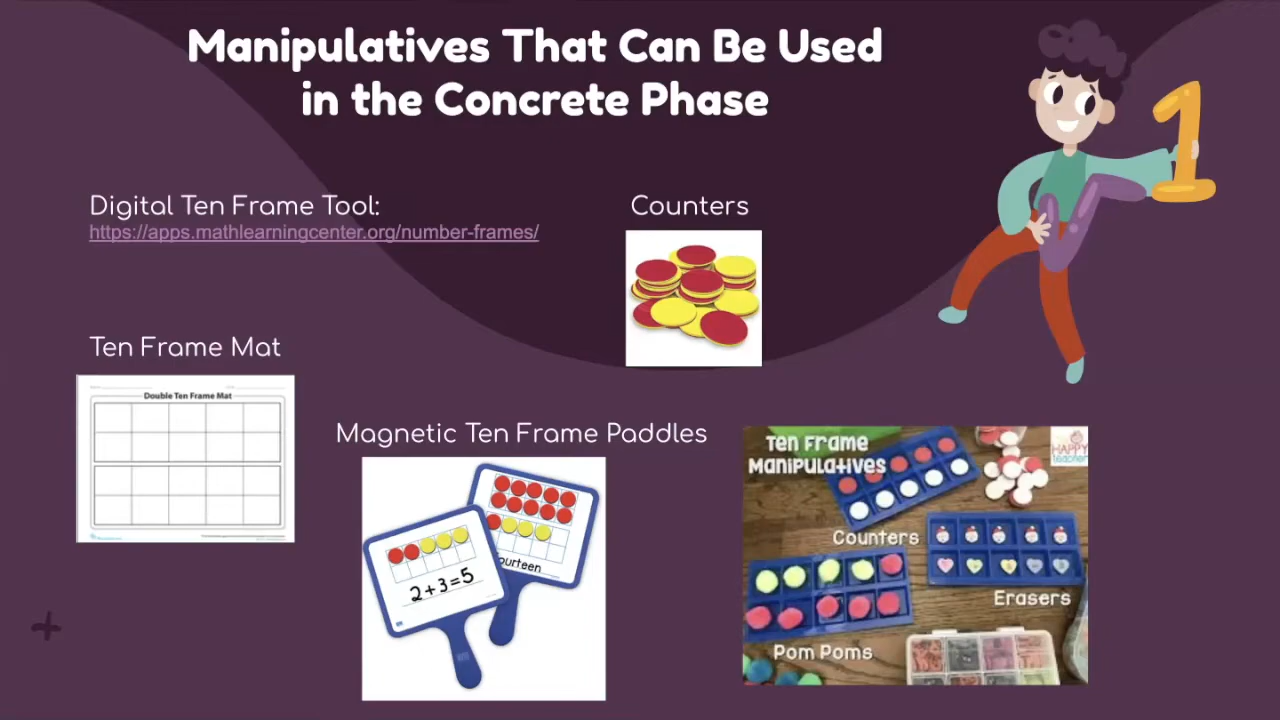 Manipulatives That Can Be Used
in the Concrete Phase
Digital Ten Frame Tool:
https://apps.mathlearningcenter.org/number-frames/
Counters
Ten Frame Mat
Double Ten Frame Mat
Magnetic Ten Frame Paddles
2+3=5
Ten Frame
Manipulatives
HAPPY
Counters
Erasers
Pom Poms